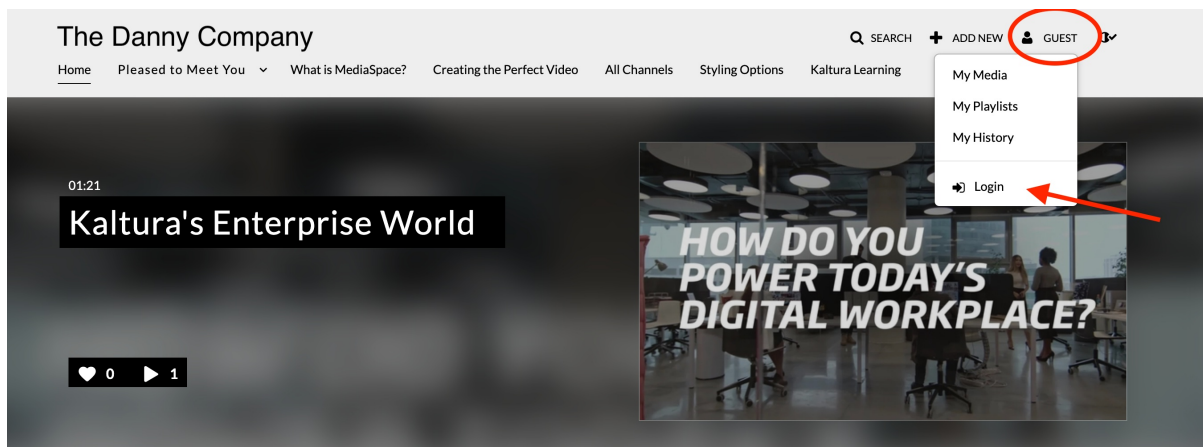 The Danny Company
SEARCH ADD NEW GUEST
Home Pleased to Meet You What is MediaSpace? Creating the Perfect Video All Channels Styling Options Kaltura Learning
My Media
My Playlists
My History
Login
01:21
Kaltura's Enterprise World
HOW DO YOU
POWER TODAY'S
DIGITAL WORKPLACE?
0 1